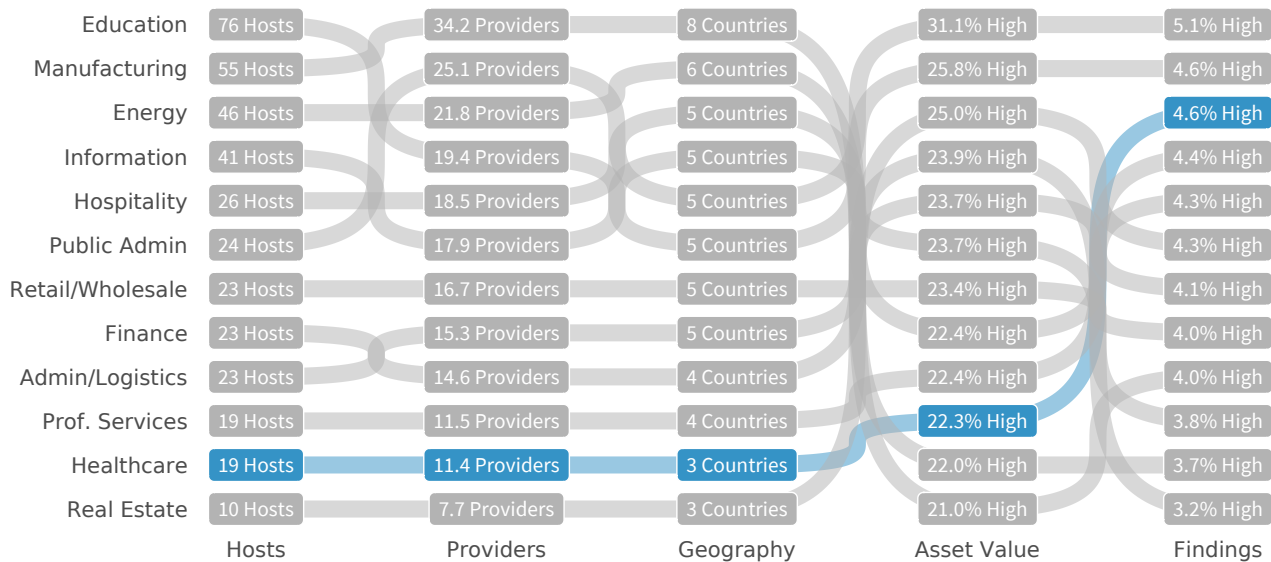 Education 76 Hosts 34.2 Providers 8 Countries 31.1% High 5.1% High
Manufacturing 55 Hosts 25.1 Providers 6 Countries 25.8% High 4.6% High
Energy 46 Hosts 21.8 Providers 5 Countries 25.0% High 4.6% High
Information 41 Hosts 19.4 Providers 5 Countries 23.9% High 4.4% High
Hospitality 26 Hosts 18.5 Providers 5 Countries 23.7% High 4.3% High
Public Admin 24 Hosts 17.9 Providers 5 Countries 23.7% High 4.3% High
Retail/Wholesale 23 Hosts 16.7 Providers 5 Countries 23.4% High 4.1% High
Finance 23 Hosts 15.3 Providers 5 Countries 22.4% High 4.0% High
Admin/Logistics 23 Hosts 14.6 Providers 4 Countries 22.4% High 4.0% High
Prof. Services 19 Hosts 11.5 Providers 4 Countries 22.3% High 3.8% High
Healthcare 19 Hosts 11.4 Providers 3 Countries 22.0% High 3.7% High
Real Estate 10 Hosts 7.7 Providers 3 Countries 21.0% High 3.2% High
Hosts Providers Geography Asset Value Findings